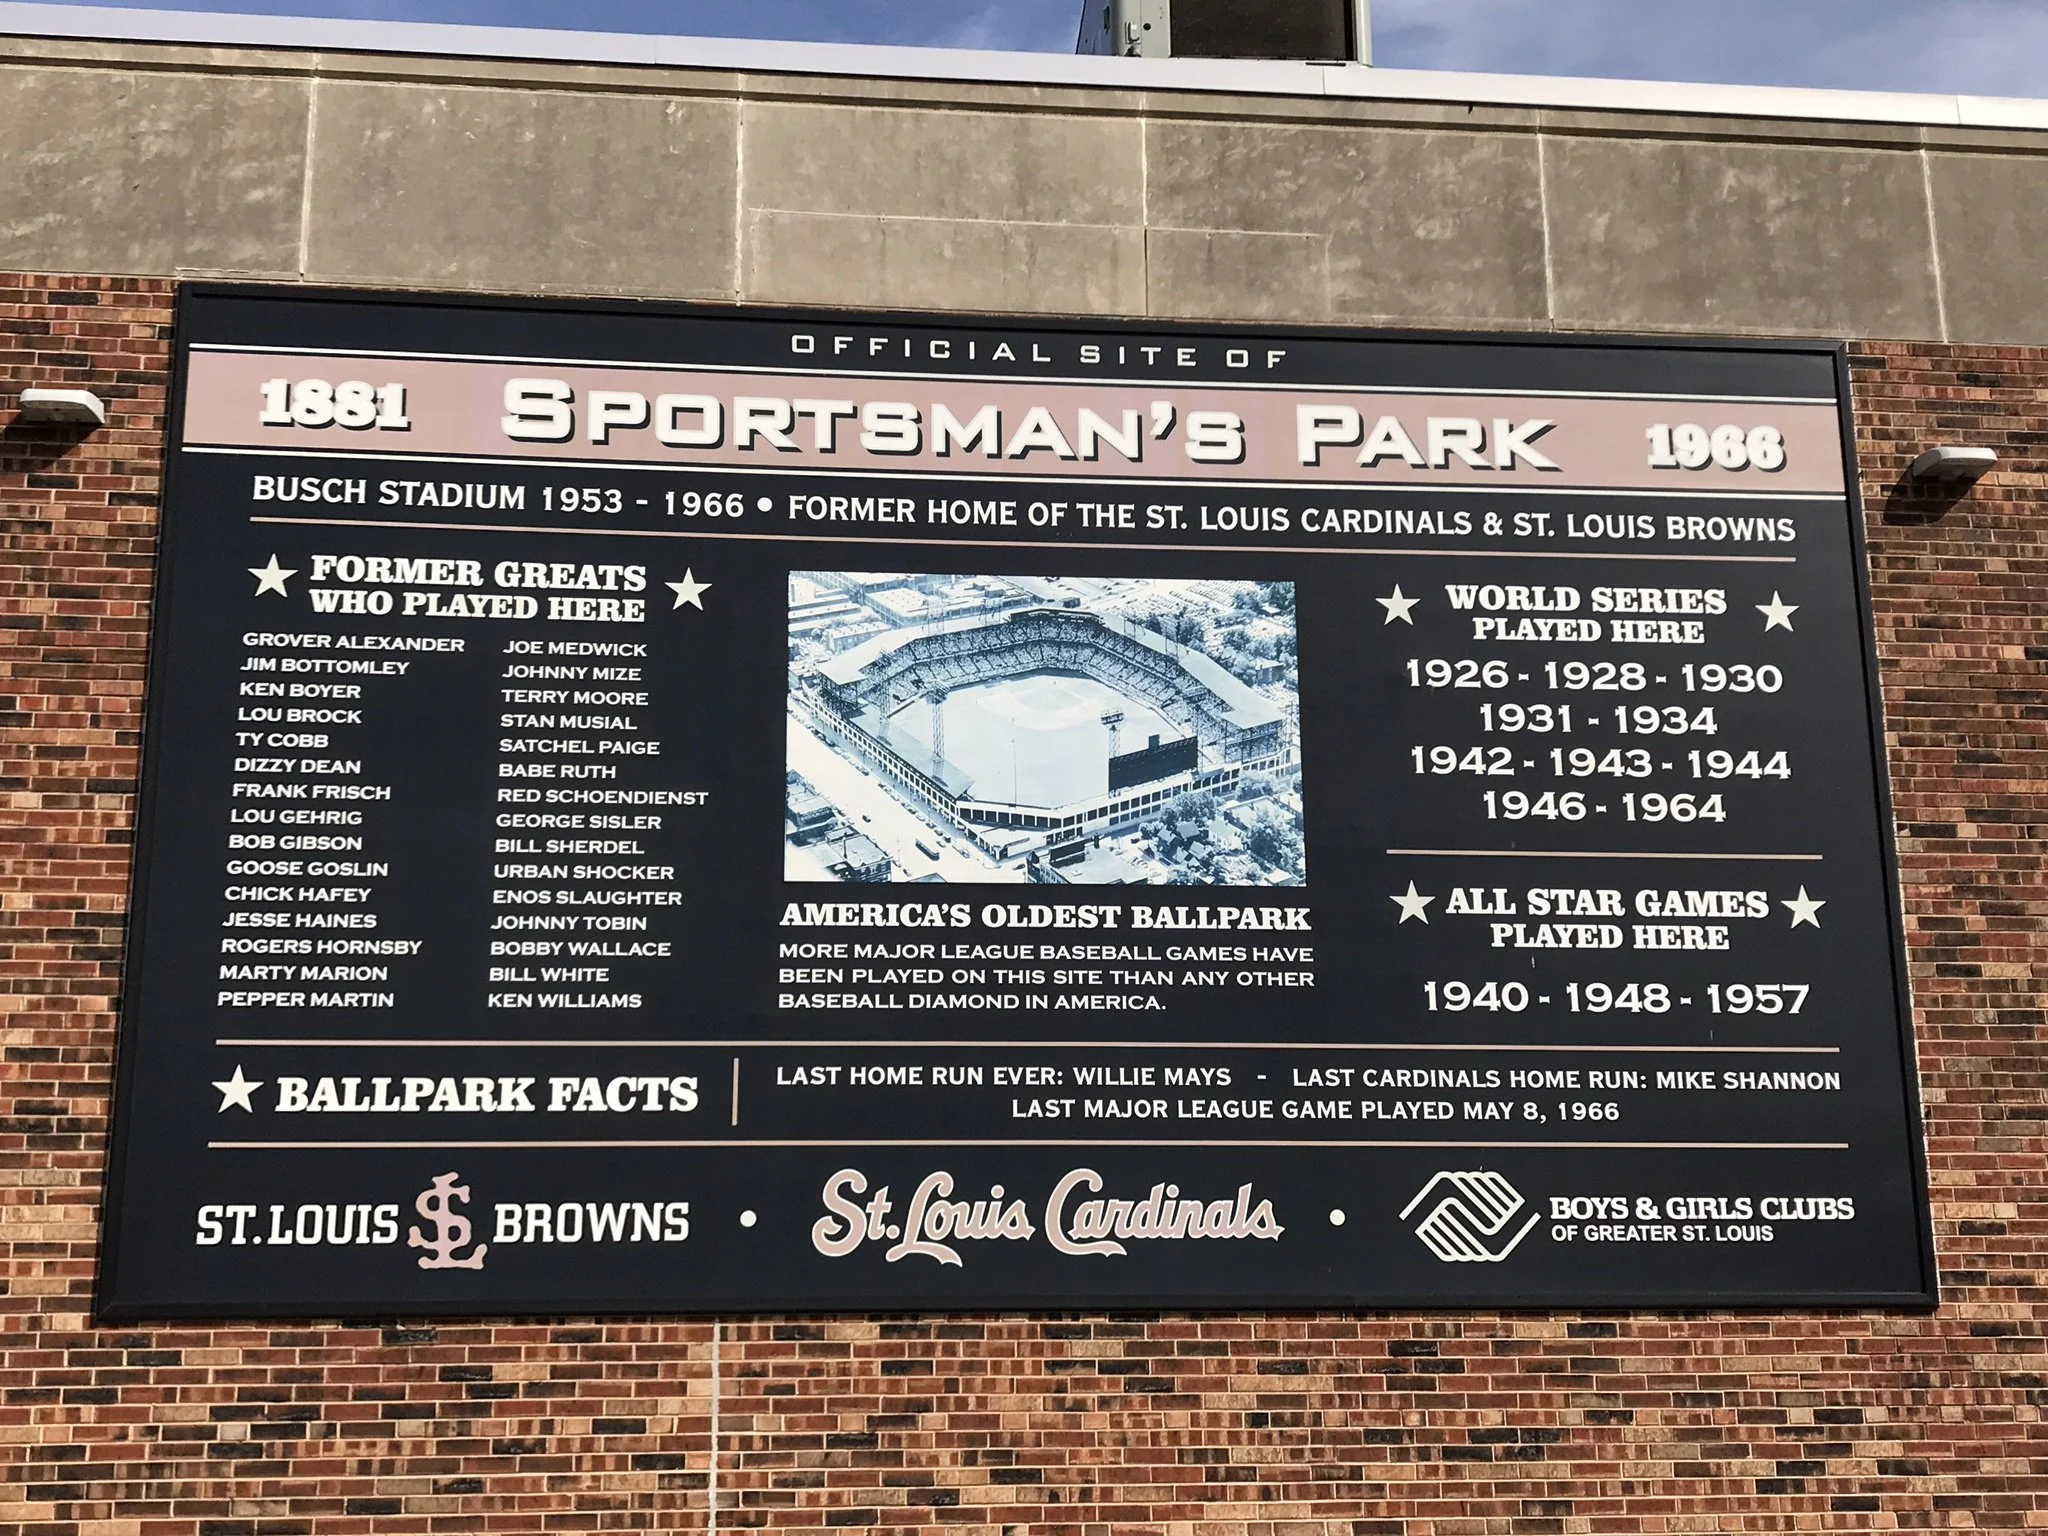 OFFICIAL SITE OF
1881 SPORTSMAN'S PARK 1966
BUSCH STADIUM 1953 - 1966 • FORMER HOME OF THE ST. LOUIS CARDINALS & ST. LOUIS BROWNS
FORMER GREATS
WHO PLAYED HERE
GROVER ALEXANDER
JIM BOTTOMLEY
KEN BOYER
LOU BROCK
TY COBB
DIZZY DEAN
FRANK FRISCH
LOU GEHRIG
BOB GIBSON
GOOSE GOSLIN
CHICK HAFEY
JESSE HAINES
ROGERS HORNSBY
MARTY MARION
PEPPER MARTIN
JOE MEDWICK
JOHNNY MIZE
TERRY MOORE
STAN MUSIAL
SATCHEL PAIGE
BABE RUTH
RED SCHOENDIENST
GEORGE SISLER
BILL SHERDEL
URBAN SHOCKER
ENOS SLAUGHTER
JOHNNY TOBIN
BOBBY WALLACE
BILL WHITE
KEN WILLIAMS
AMERICA'S OLDEST BALLPARK
MORE MAJOR LEAGUE BASEBALL GAMES HAVE
BEEN PLAYED ON THIS SITE THAN ANY OTHER
BASEBALL DIAMOND IN AMERICA.
WORLD SERIES
PLAYED HERE
1926 - 1928 - 1930
1931 - 1934
1942 - 1943 - 1944
1946 - 1964
ALL STAR GAMES
PLAYED HERE
1940 - 1948 - 1957
BALLPARK FACTS
LAST HOME RUN EVER: WILLIE MAYS - LAST CARDINALS HOME RUN: MIKE SHANNON
LAST MAJOR LEAGUE GAME PLAYED MAY 8, 1966
ST. LOUIS STL BROWNS • St. Louis Cardinals • BOYS & GIRLS CLUBS
OF GREATER ST. LOUIS